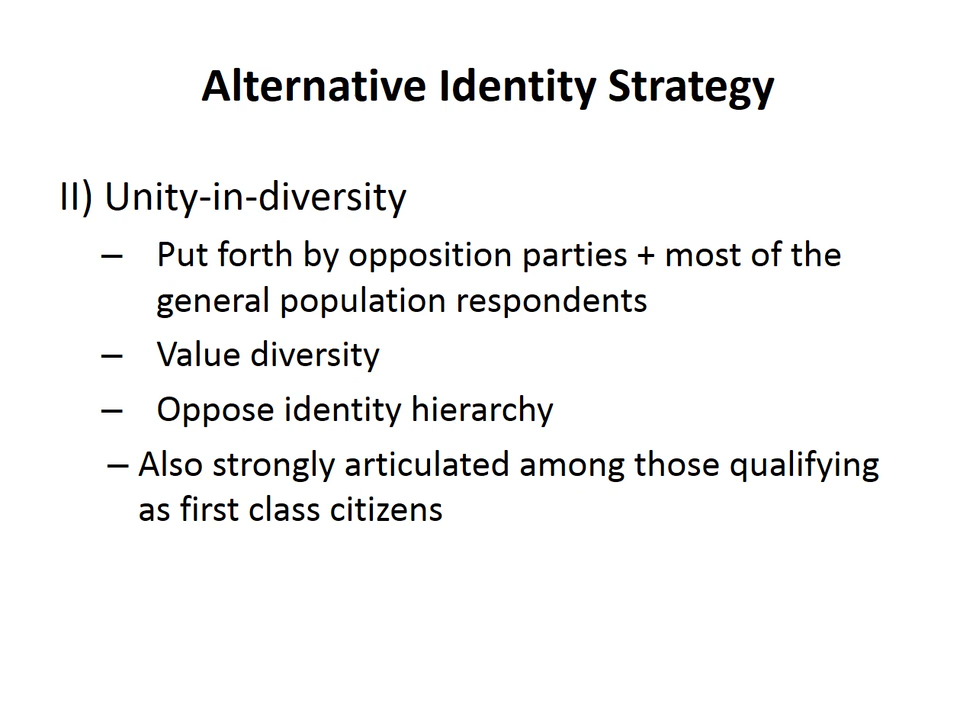 Alternative Identity Strategy
II) Unity-in-diversity
– Put forth by opposition parties + most of the
general population respondents
– Value diversity
– Oppose identity hierarchy
– Also strongly articulated among those qualifying
as first class citizens